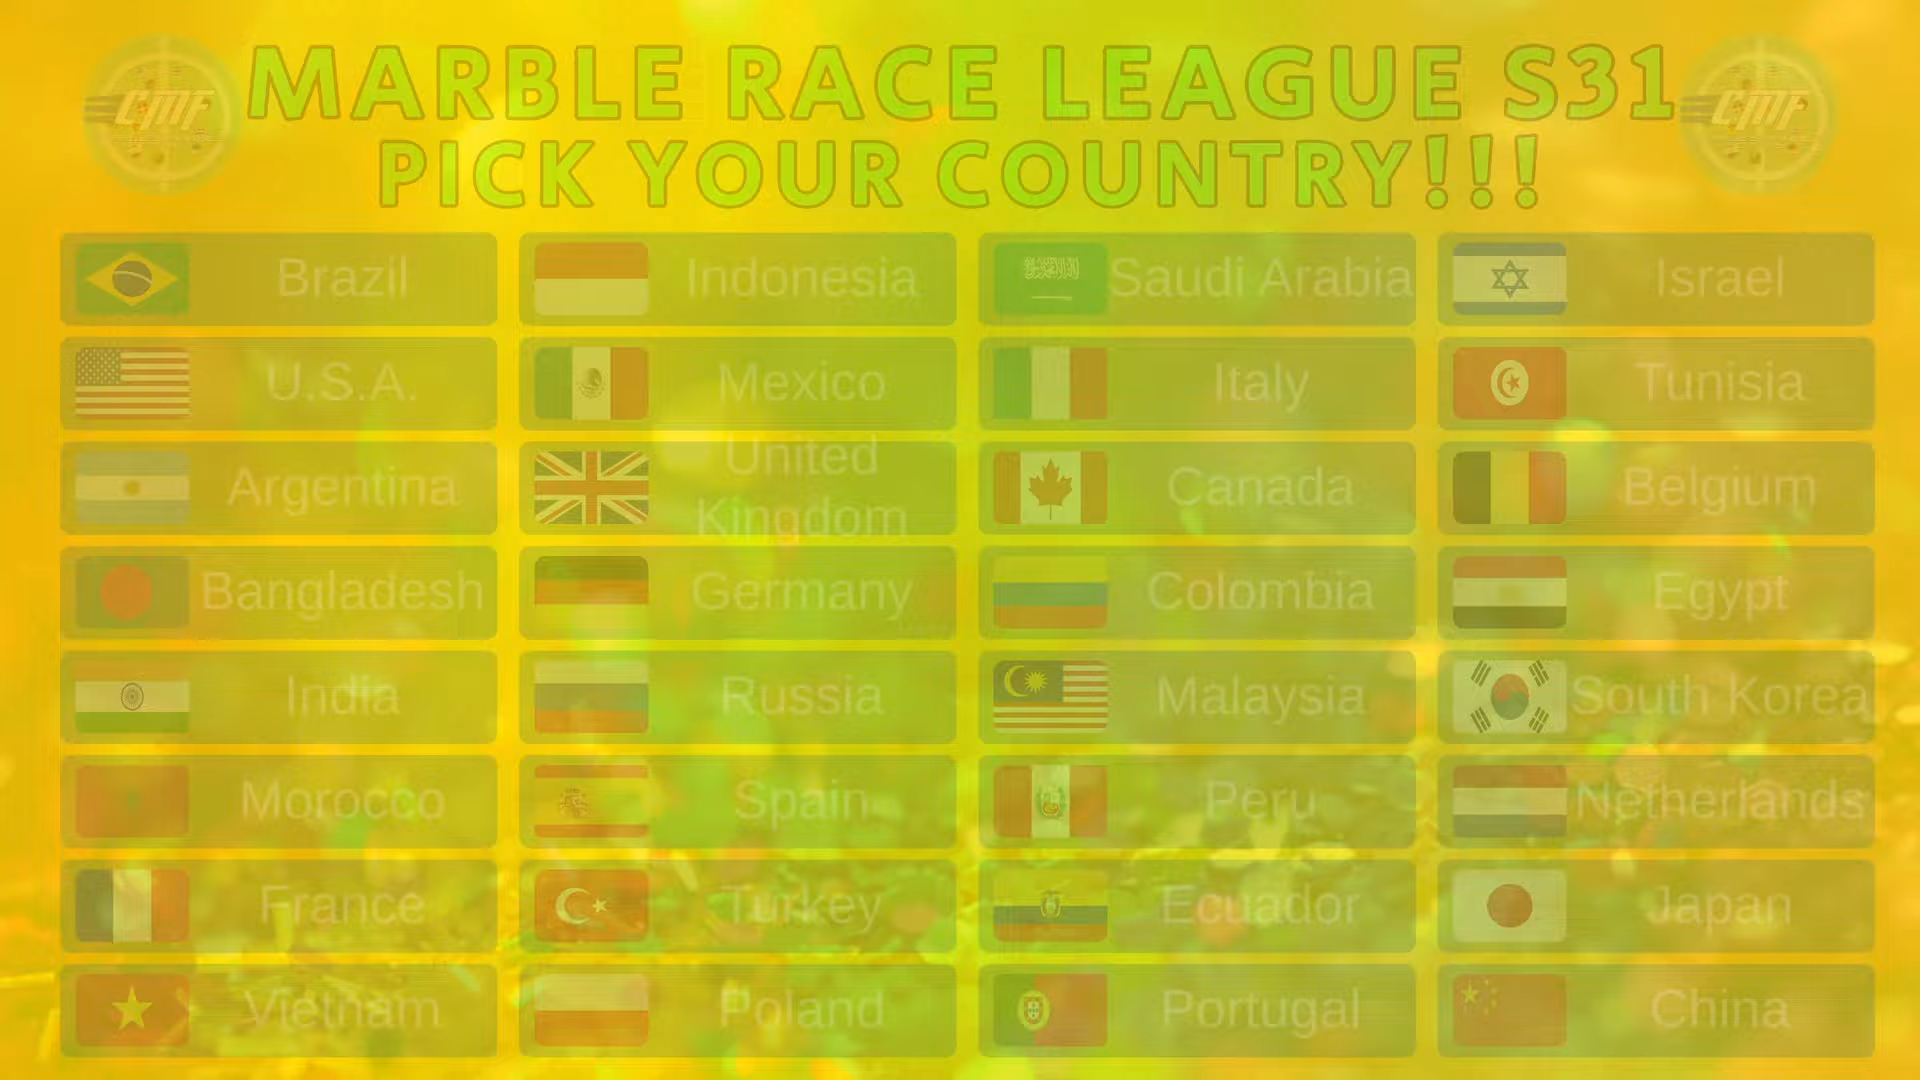 MARBLE RACE LEAGUE S31
PICK YOUR COUNTRY!!!
CMF
CMF
Brazil
Indonesia
Saudi Arabia
Israel
U.S.A.
Mexico
Italy
Tunisia
Argentina
United
Kingdom
Canada
Belgium
Bangladesh
Germany
Colombia
Egypt
India
Russia
Malaysia
South Korea
Morocco
Spain
Peru
Netherlands
France
Turkey
Ecuador
Japan
Vietnam
Poland
Portugal
China